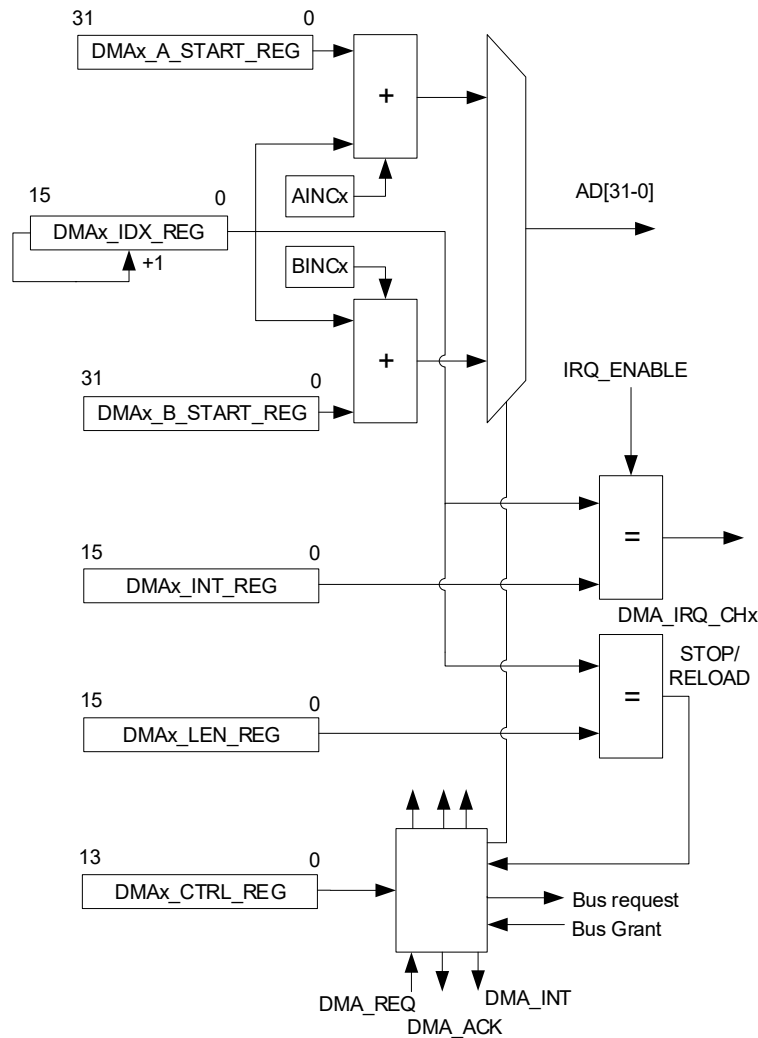 31 0
DMAx_A_START_REG
+
AINCx
15 0
DMAx_IDX_REG
+1
AD[31-0]
BINCx
+
31 0
DMAx_B_START_REG
IRQ_ENABLE
=
15 0
DMAx_INT_REG
DMA_IRQ_CHx
STOP/
RELOAD
=
15 0
DMAx_LEN_REG
13 0
DMAx_CTRL_REG
Bus request
Bus Grant
DMA_REQ
DMA_INT
DMA_ACK